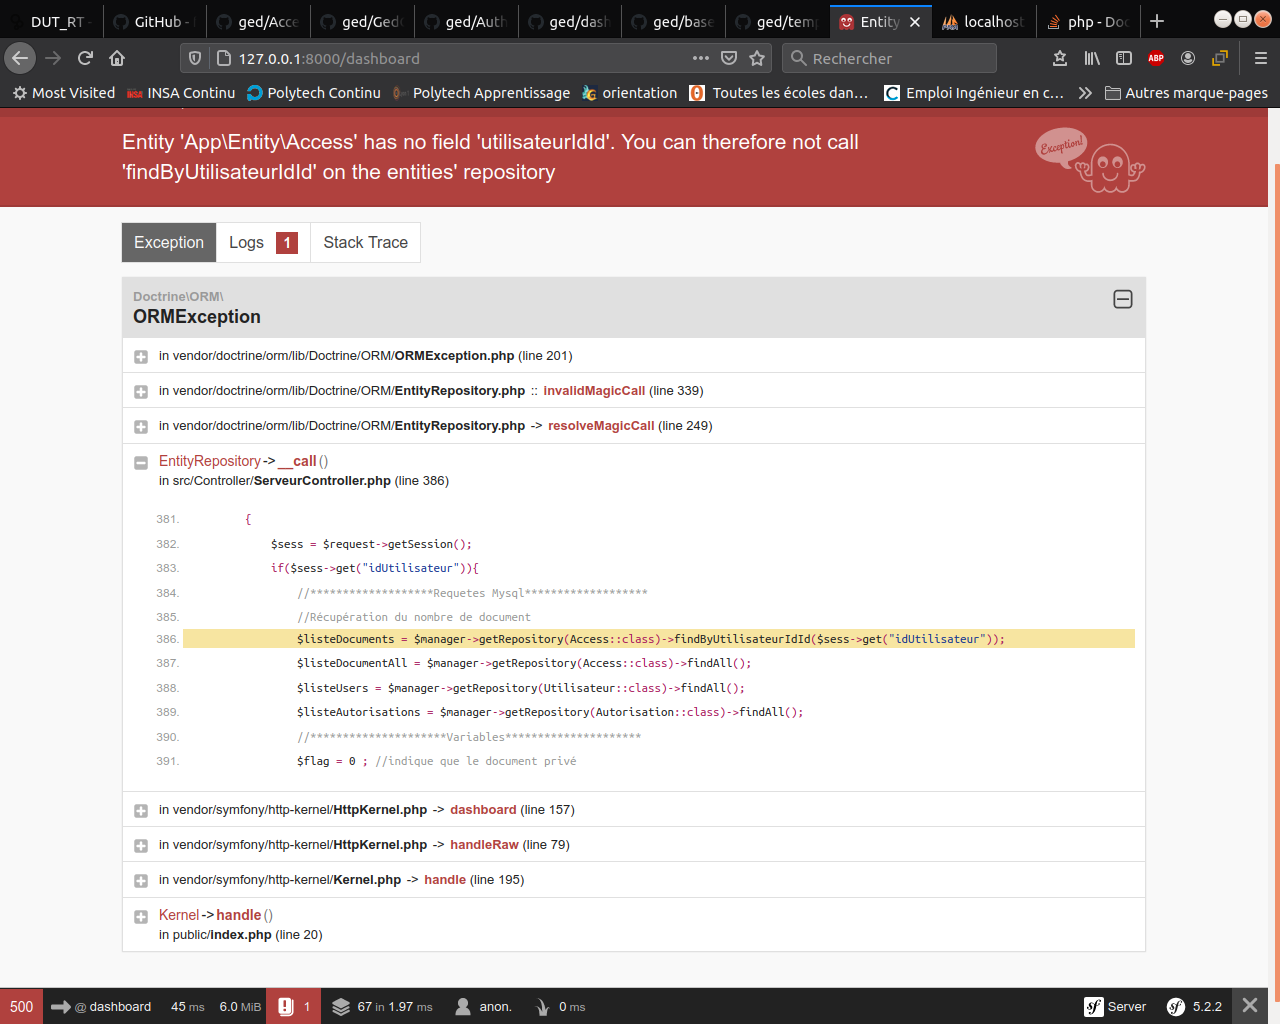 DUT_RT - GitHub - ged/Acce ged/Ged ged/Auth ged/dash ged/base ged/temp Entity localhost php - Doc
127.0.0.1:8000/dashboard Rechercher ABP
Most Visited INSA Continu Polytech Continu Polytech Apprentissage orientation Toutes les écoles dan… Emploi Ingénieur en c… Autres marque-pages
Entity 'App\Entity\Access' has no field 'utilisateurIdId'. You can therefore not call
'findByUtilisateurIdId' on the entities' repository
Exception!
Exception Logs 1 Stack Trace
Doctrine\ORM\
ORMException
in vendor/doctrine/orm/lib/Doctrine/ORM/ORMException.php (line 201)
in vendor/doctrine/orm/lib/Doctrine/ORM/EntityRepository.php :: invalidMagicCall (line 339)
in vendor/doctrine/orm/lib/Doctrine/ORM/EntityRepository.php -> resolveMagicCall (line 249)
EntityRepository->__call()
in src/Controller/ServeurController.php (line 386)
381. {
382. $sess = $request->getSession();
383. if($sess->get("idUtilisateur")){
384. //*******************Requetes Mysql*******************
385. //Récupération du nombre de document
386. $listeDocuments = $manager->getRepository(Access::class)->findByUtilisateurIdId($sess->get("idUtilisateur"));
387. $listeDocumentAll = $manager->getRepository(Access::class)->findAll();
388. $listeUsers = $manager->getRepository(Utilisateur::class)->findAll();
389. $listeAutorisations = $manager->getRepository(Autorisation::class)->findAll();
390. //*********************Variables*********************
391. $flag = 0 ; //indique que le document privé
in vendor/symfony/http-kernel/HttpKernel.php -> dashboard (line 157)
in vendor/symfony/http-kernel/HttpKernel.php -> handleRaw (line 79)
in vendor/symfony/http-kernel/Kernel.php -> handle (line 195)
Kernel->handle()
in public/index.php (line 20)
500 @ dashboard 45 ms 6.0 MiB 1 67 in 1.97 ms anon. 0 ms sf Server sf 5.2.2